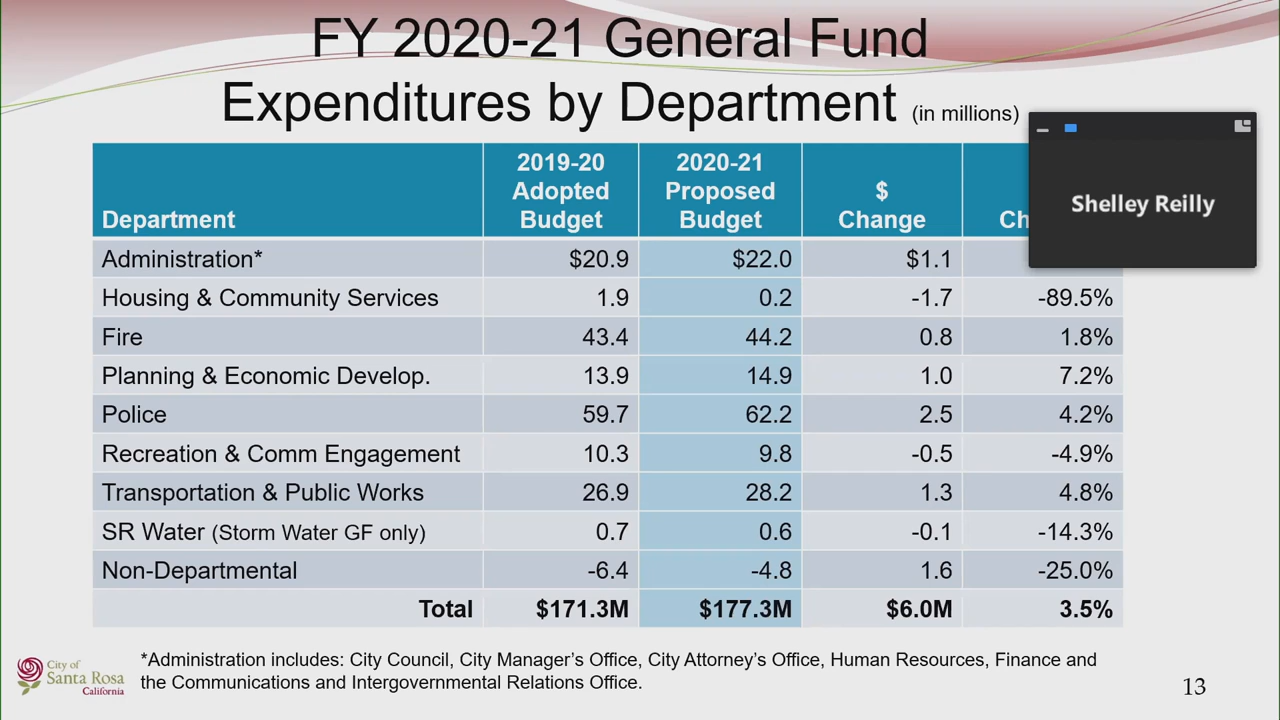 FY 2020-21 General Fund
Expenditures by Department (in millions)
Shelley Reilly
Department 2019-20 Adopted Budget 2020-21 Proposed Budget $ Change
Administration* $20.9 $22.0 $1.1
Housing & Community Services 1.9 0.2 -1.7 -89.5%
Fire 43.4 44.2 0.8 1.8%
Planning & Economic Develop. 13.9 14.9 1.0 7.2%
Police 59.7 62.2 2.5 4.2%
Recreation & Comm Engagement 10.3 9.8 -0.5 -4.9%
Transportation & Public Works 26.9 28.2 1.3 4.8%
SR Water (Storm Water GF only) 0.7 0.6 -0.1 -14.3%
Non-Departmental -6.4 -4.8 1.6 -25.0%
Total $171.3M $177.3M $6.0M 3.5%
*Administration includes: City Council, City Manager's Office, City Attorney's Office, Human Resources, Finance and
the Communications and Intergovernmental Relations Office.
City of
Santa Rosa
California
13